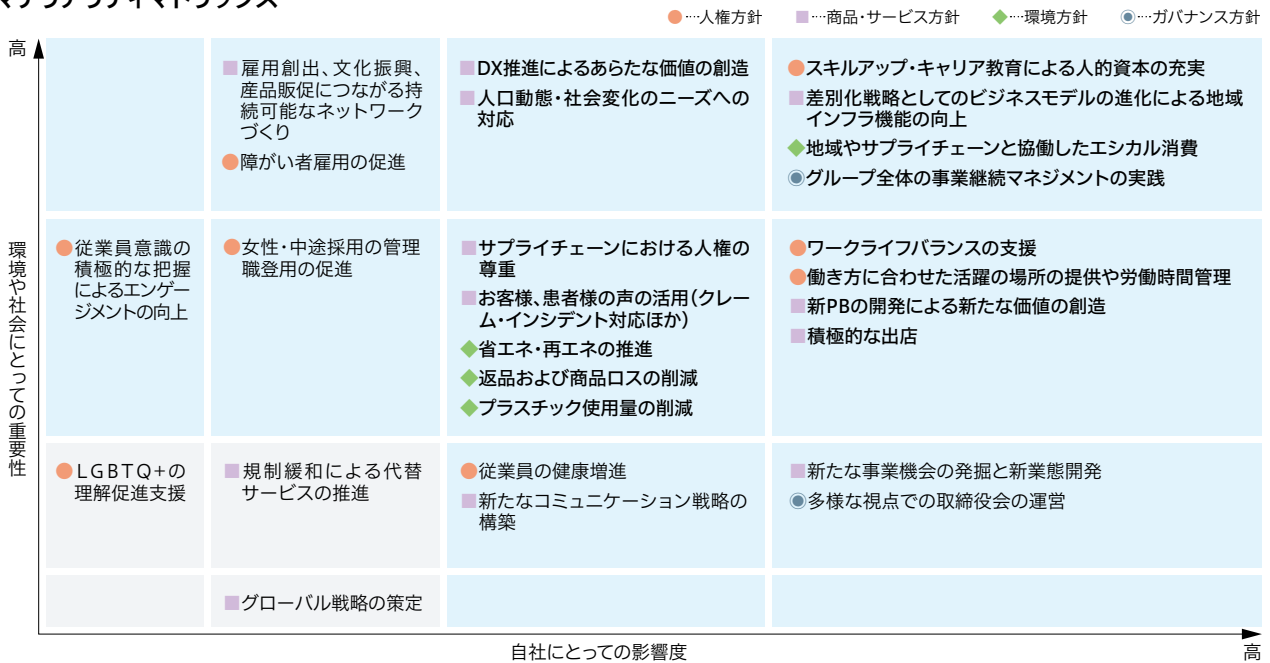 マテリアリティマトリックス
●…人権方針 ■…商品・サービス方針 ◆…環境方針 ◉…ガバナンス方針
高
環境や社会にとっての重要性
■雇用創出、文化振興、
産品販促につながる持
続可能なネットワーク
づくり
●障がい者雇用の促進
■DX推進によるあらたな価値の創造
■人口動態・社会変化のニーズへの
対応
●スキルアップ・キャリア教育による人的資本の充実
■差別化戦略としてのビジネスモデルの進化による地域
インフラ機能の向上
◆地域やサプライチェーンと協働したエシカル消費
◉グループ全体の事業継続マネジメントの実践
●従業員意識の
積極的な把握
によるエンゲー
ジメントの向上
●女性・中途採用の管理
職登用の促進
■サプライチェーンにおける人権の
尊重
■お客様、患者様の声の活用（クレー
ム・インシデント対応ほか）
◆省エネ・再エネの推進
◆返品および商品ロスの削減
◆プラスチック使用量の削減
●ワークライフバランスの支援
●働き方に合わせた活躍の場所の提供や労働時間管理
■新PBの開発による新たな価値の創造
■積極的な出店
●LGBTQ+の
理解促進支援
■規制緩和による代替
サービスの推進
●従業員の健康増進
■新たなコミュニケーション戦略の
構築
■新たな事業機会の発掘と新業態開発
◉多様な視点での取締役会の運営
■グローバル戦略の策定
自社にとっての影響度
高